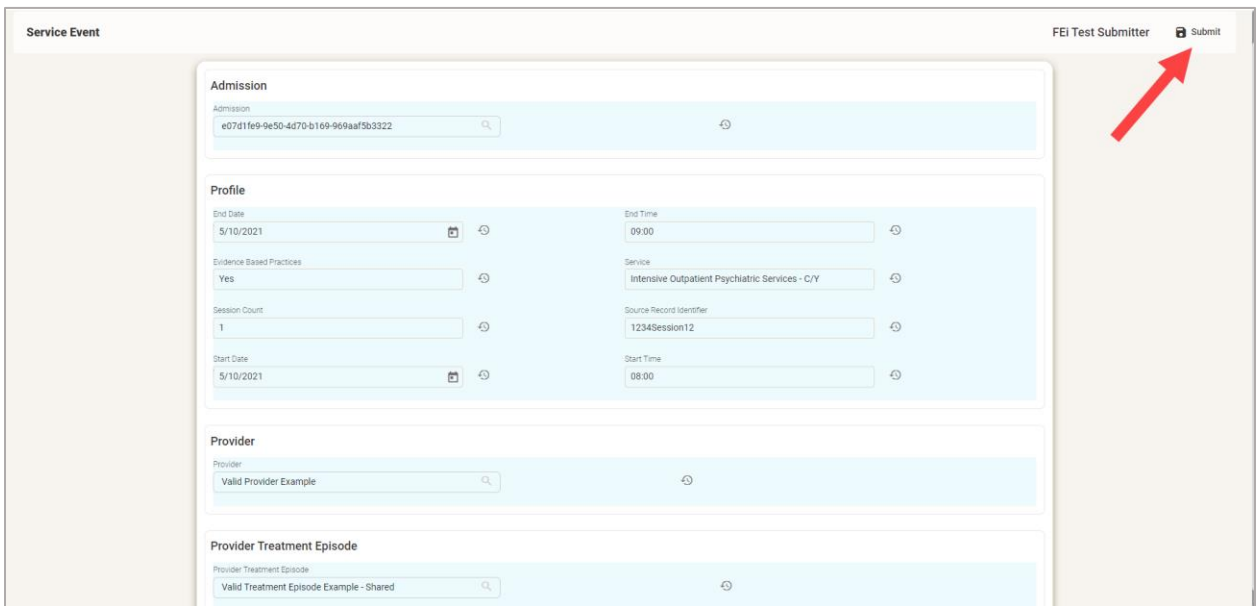 Service Event
FEi Test Submitter
Submit
Admission
Admission
e07d1fe9-9e50-4d70-b169-969aaf5b3322
Profile
End Date
End Time
5/10/2021
09:00
Evidence Based Practices
Service
Yes
Intensive Outpatient Psychiatric Services - C/Y
Session Count
Source Record Identifier
1
1234Session12
Start Date
Start Time
5/10/2021
08:00
Provider
Provider
Valid Provider Example
Provider Treatment Episode
Provider Treatment Episode
Valid Treatment Episode Example - Shared